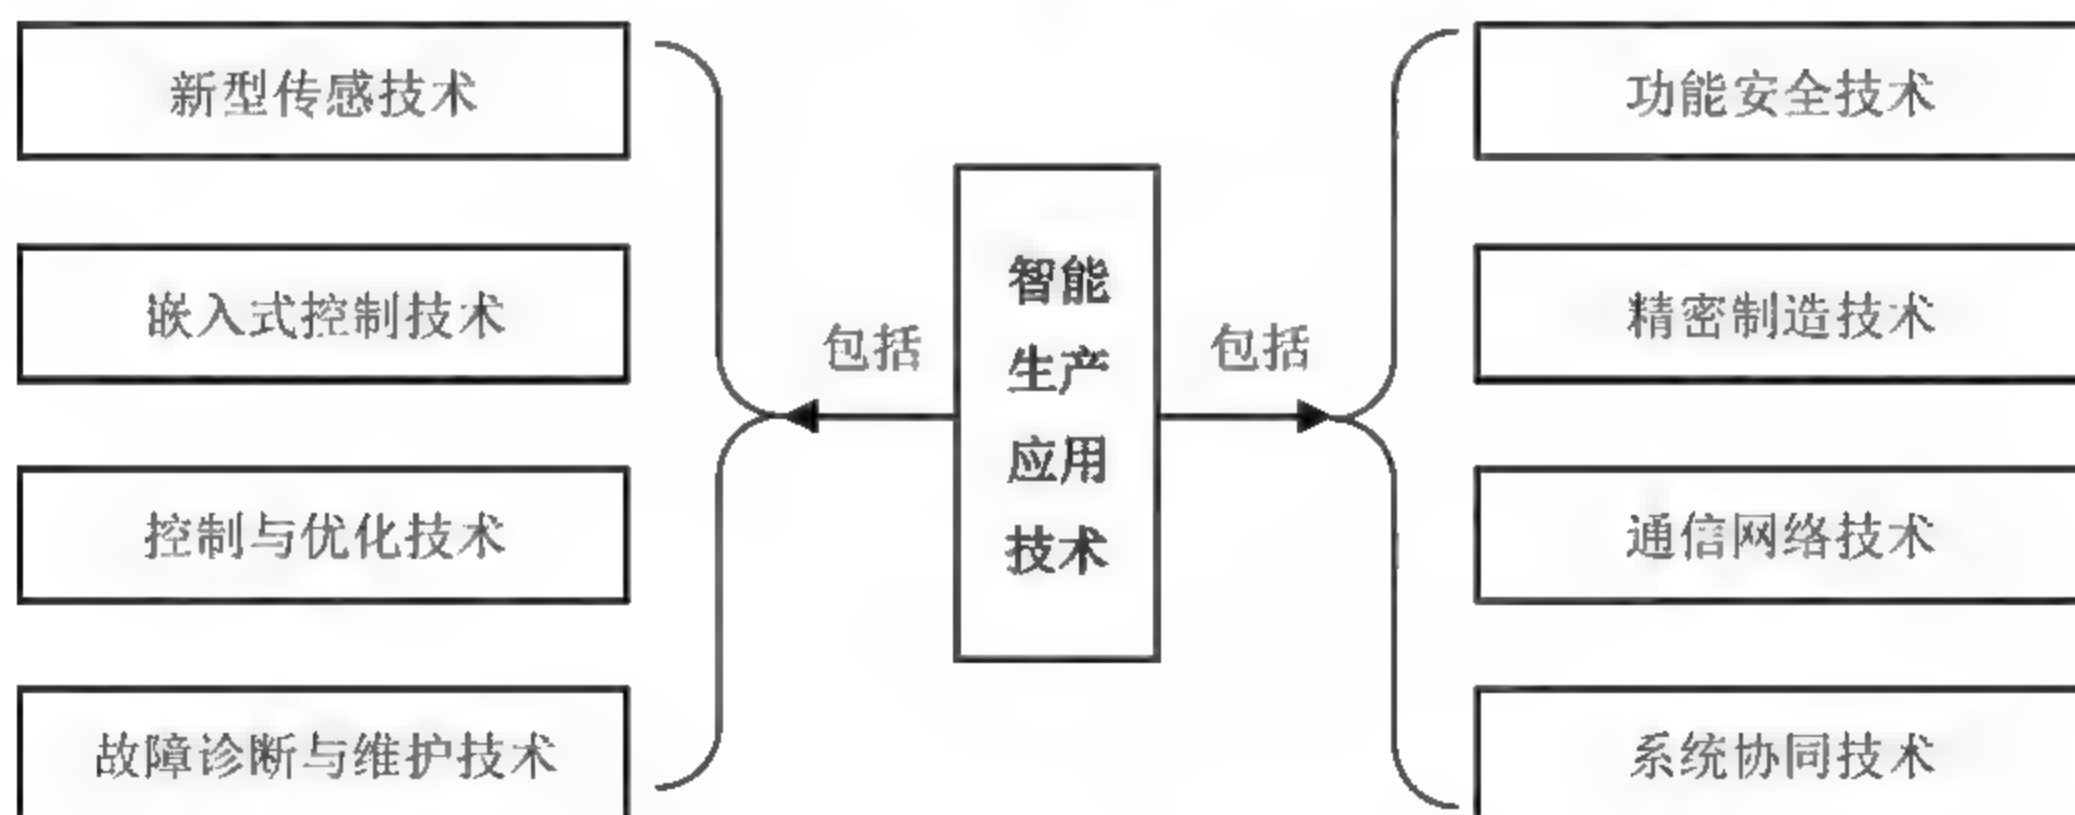 新型传感技术
嵌入式控制技术
控制与优化技术
故障诊断与维护技术
包括
智能
生产
应用
技术
包括
功能安全技术
精密制造技术
通信网络技术
系统协同技术